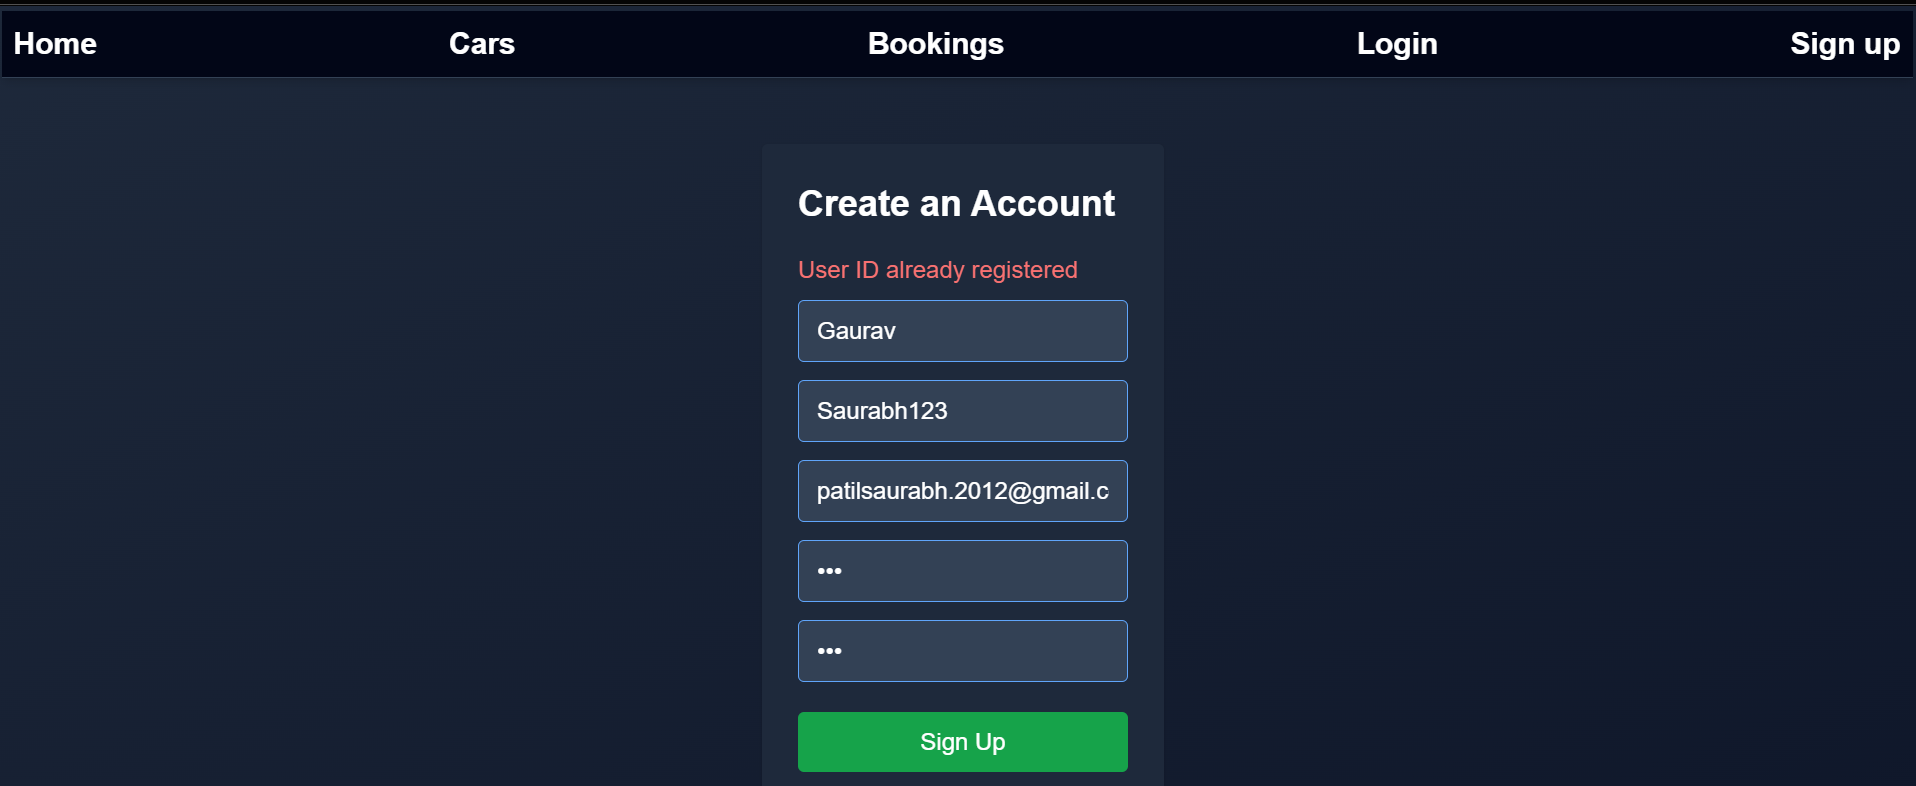 Home Cars Bookings Login Sign up
Create an Account
User ID already registered
Gaurav
Saurabh123
patilsaurabh.2012@gmail.c
•••
•••
Sign Up